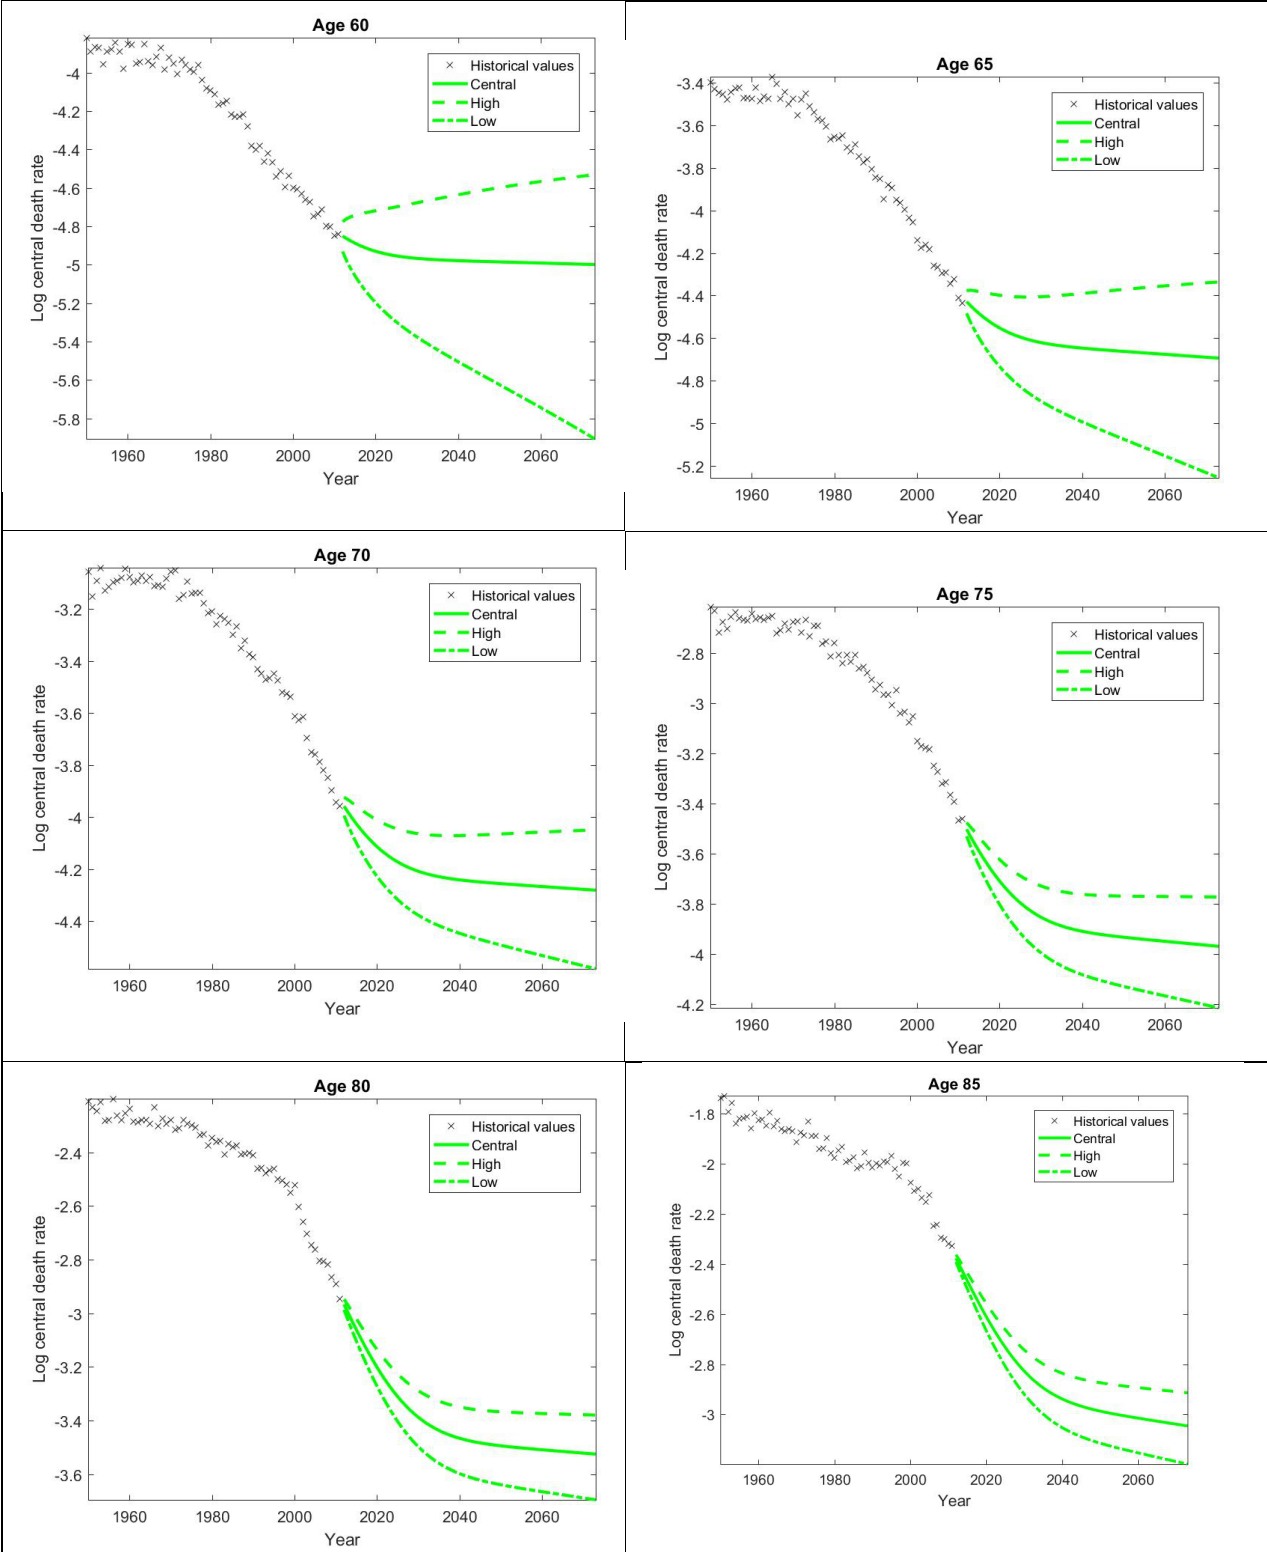 Age 60
Historical values
Central
High
Low
Log central death rate
-4
-4.2
-4.4
-4.6
-4.8
-5
-5.2
-5.4
-5.6
-5.8
1960 1980 2000 2020 2040 2060
Year
Age 65
Historical values
Central
High
Low
Log central death rate
-3.4
-3.6
-3.8
-4
-4.2
-4.4
-4.6
-4.8
-5
-5.2
1960 1980 2000 2020 2040 2060
Year
Age 70
Historical values
Central
High
Low
Log central death rate
-3.2
-3.4
-3.6
-3.8
-4
-4.2
-4.4
1960 1980 2000 2020 2040 2060
Year
Age 75
Historical values
Central
High
Low
Log central death rate
-2.8
-3
-3.2
-3.4
-3.6
-3.8
-4
-4.2
1960 1980 2000 2020 2040 2060
Year
Age 80
Historical values
Central
High
Low
Log central death rate
-2.4
-2.6
-2.8
-3
-3.2
-3.4
-3.6
1960 1980 2000 2020 2040 2060
Year
Age 85
Historical values
Central
High
Low
Log central death rate
-1.8
-2
-2.2
-2.4
-2.6
-2.8
-3
1960 1980 2000 2020 2040 2060
Year